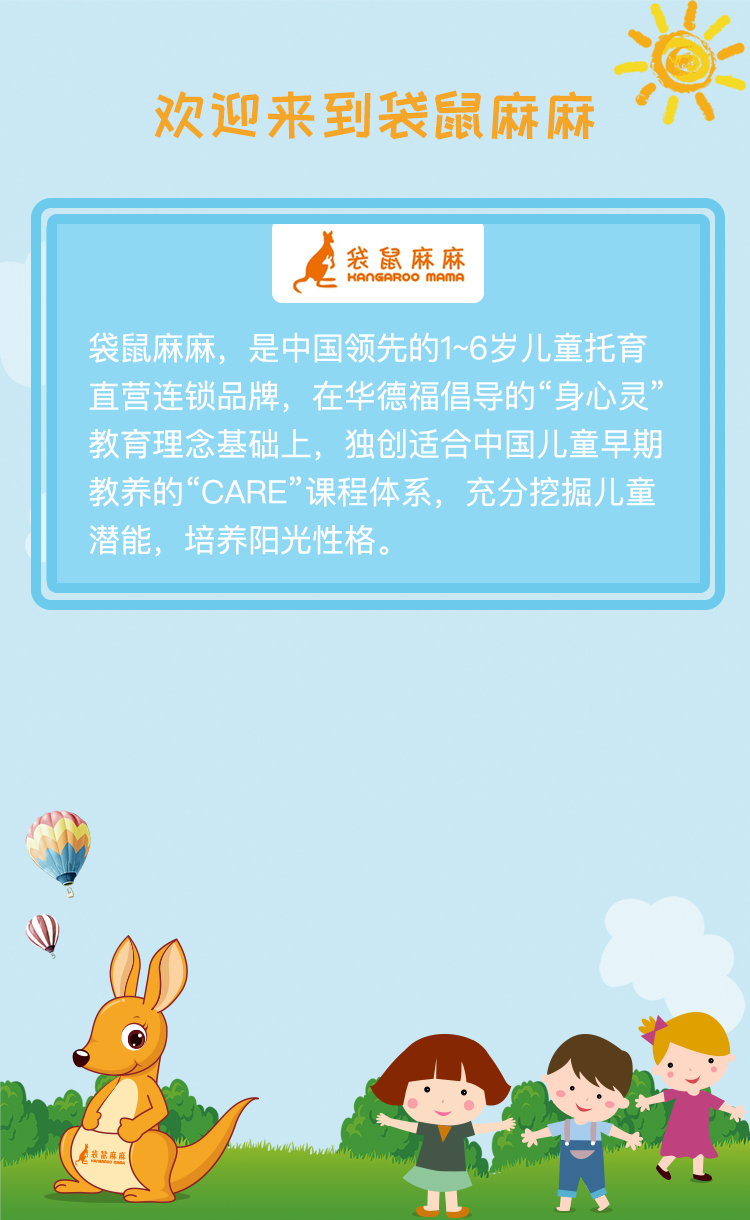 欢迎来到袋鼠麻麻
袋鼠麻麻
KANGAROO MAMA
袋鼠麻麻，是中国领先的1~6岁儿童托育
直营连锁品牌，在华德福倡导的“身心灵”
教育理念基础上，独创适合中国儿童早期
教养的“CARE”课程体系，充分挖掘儿童
潜能，培养阳光性格。
袋鼠麻麻
KANGAROO MAMA